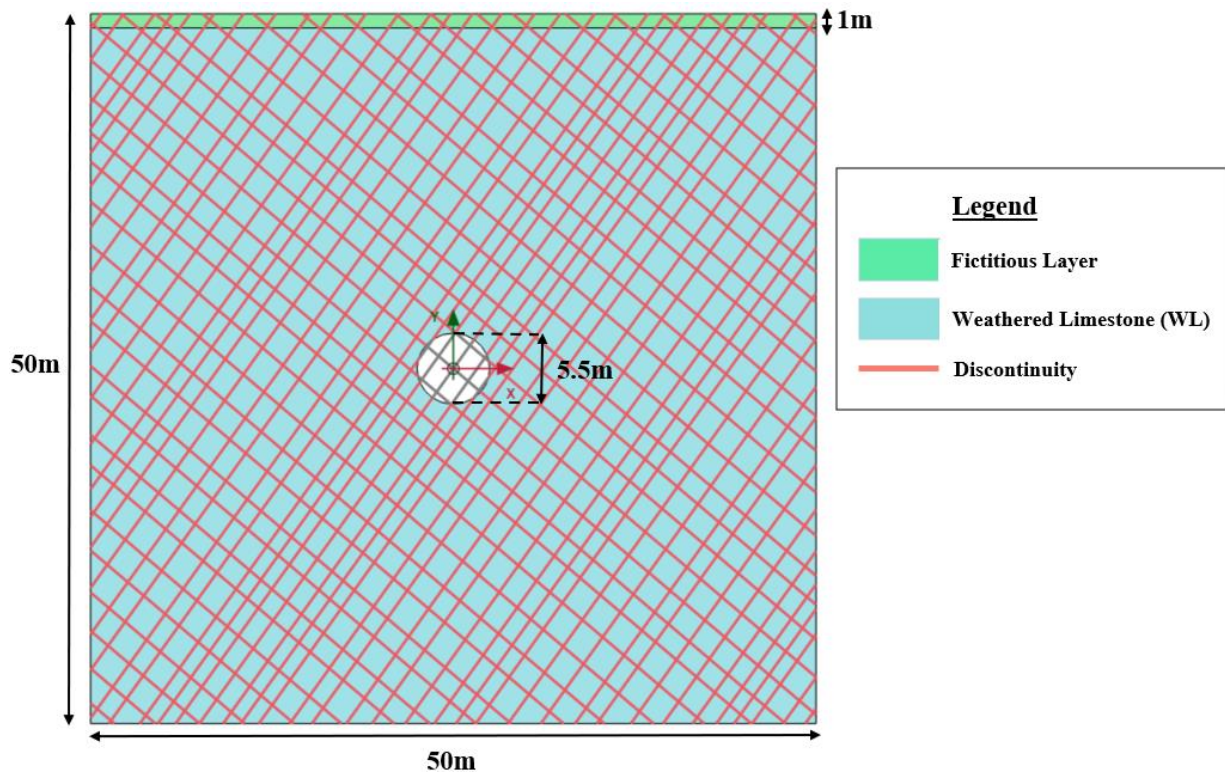 1m
Legend
Fictitious Layer
Weathered Limestone (WL)
Discontinuity
Y
50m
5.5m
X
50m